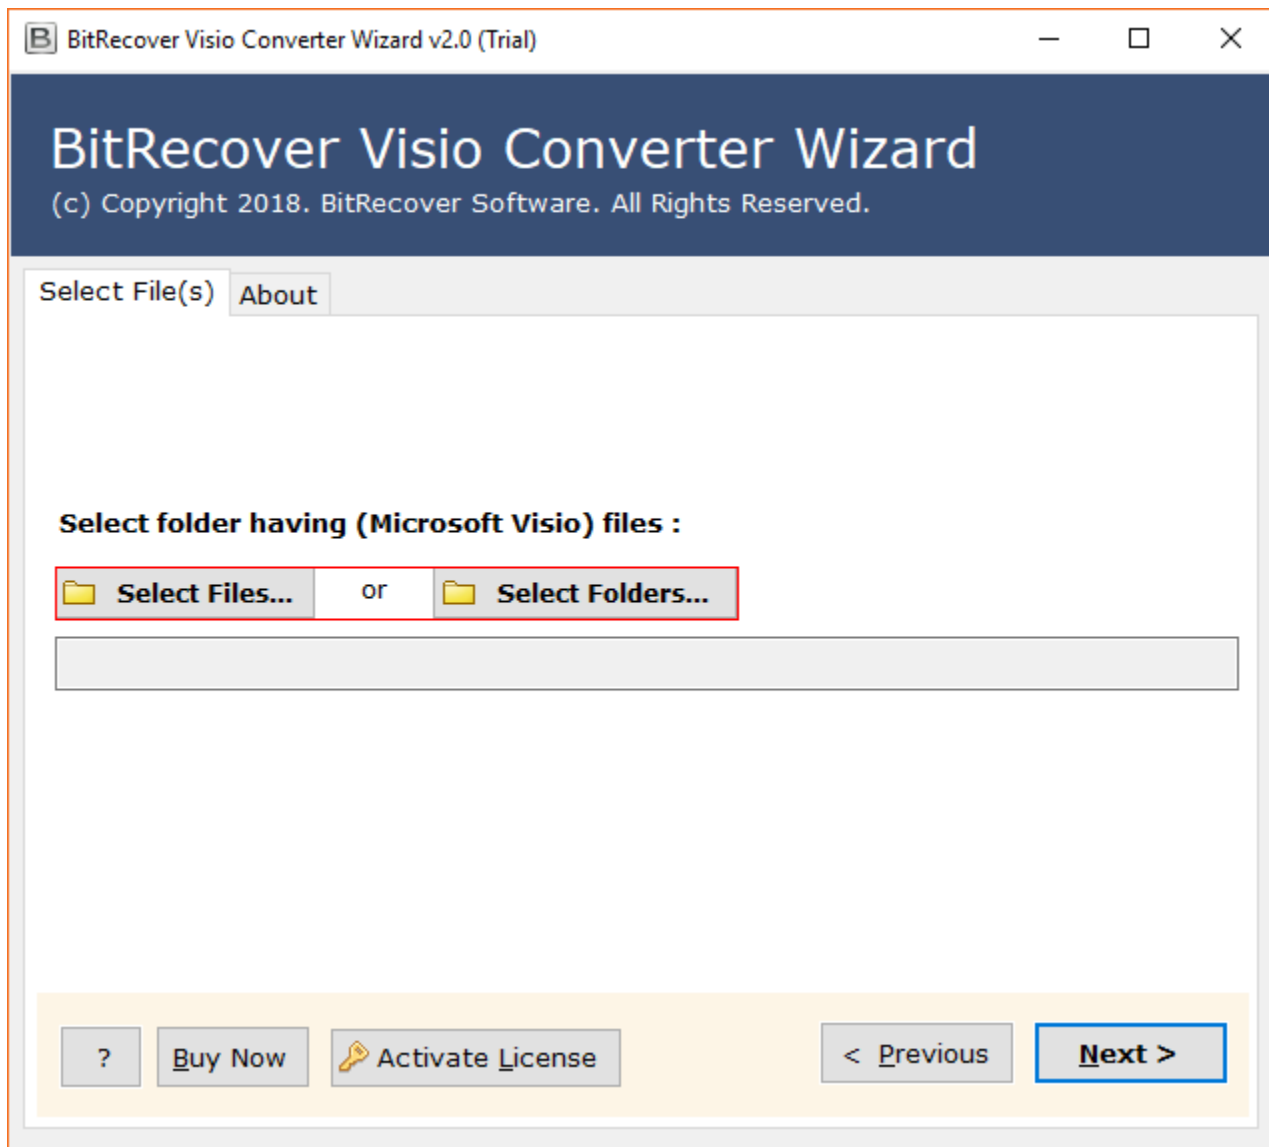 B BitRecover Visio Converter Wizard v2.0 (Trial)
BitRecover Visio Converter Wizard
(c) Copyright 2018. BitRecover Software. All Rights Reserved.
Select File(s) About
Select folder having (Microsoft Visio) files :
Select Files... or Select Folders...
? Buy Now Activate License < Previous Next >